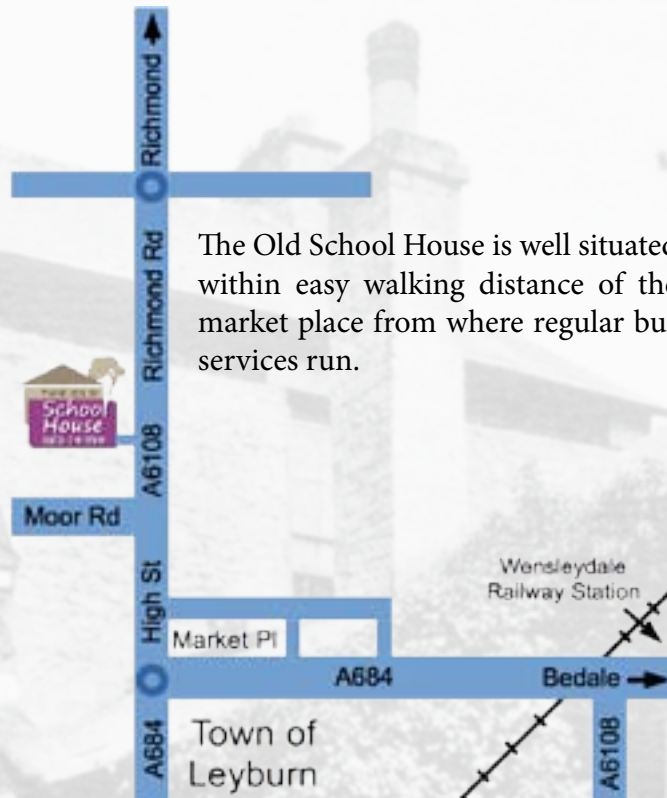 Richmond
Richmond Rd
The Old School House is well situated
within easy walking distance of the
market place from where regular bu
services run.
School
House
A6108
Moor Rd
High St
Market Pl
Wensleydale
Railway Station
A684
Bedale
A684
Town of
Leyburn
A6108